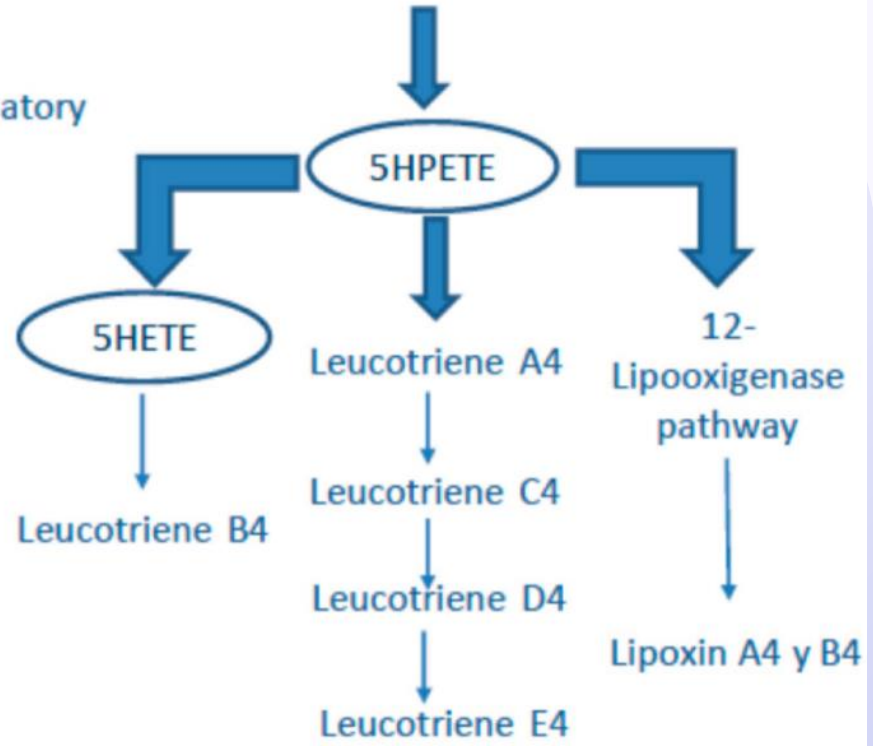 atory
5HPETE
5HETE
Leucotriene B4
Leucotriene A4
Leucotriene C4
Leucotriene D4
Leucotriene E4
12-
Lipooxigenase
pathway
Lipoxin A4 y B4